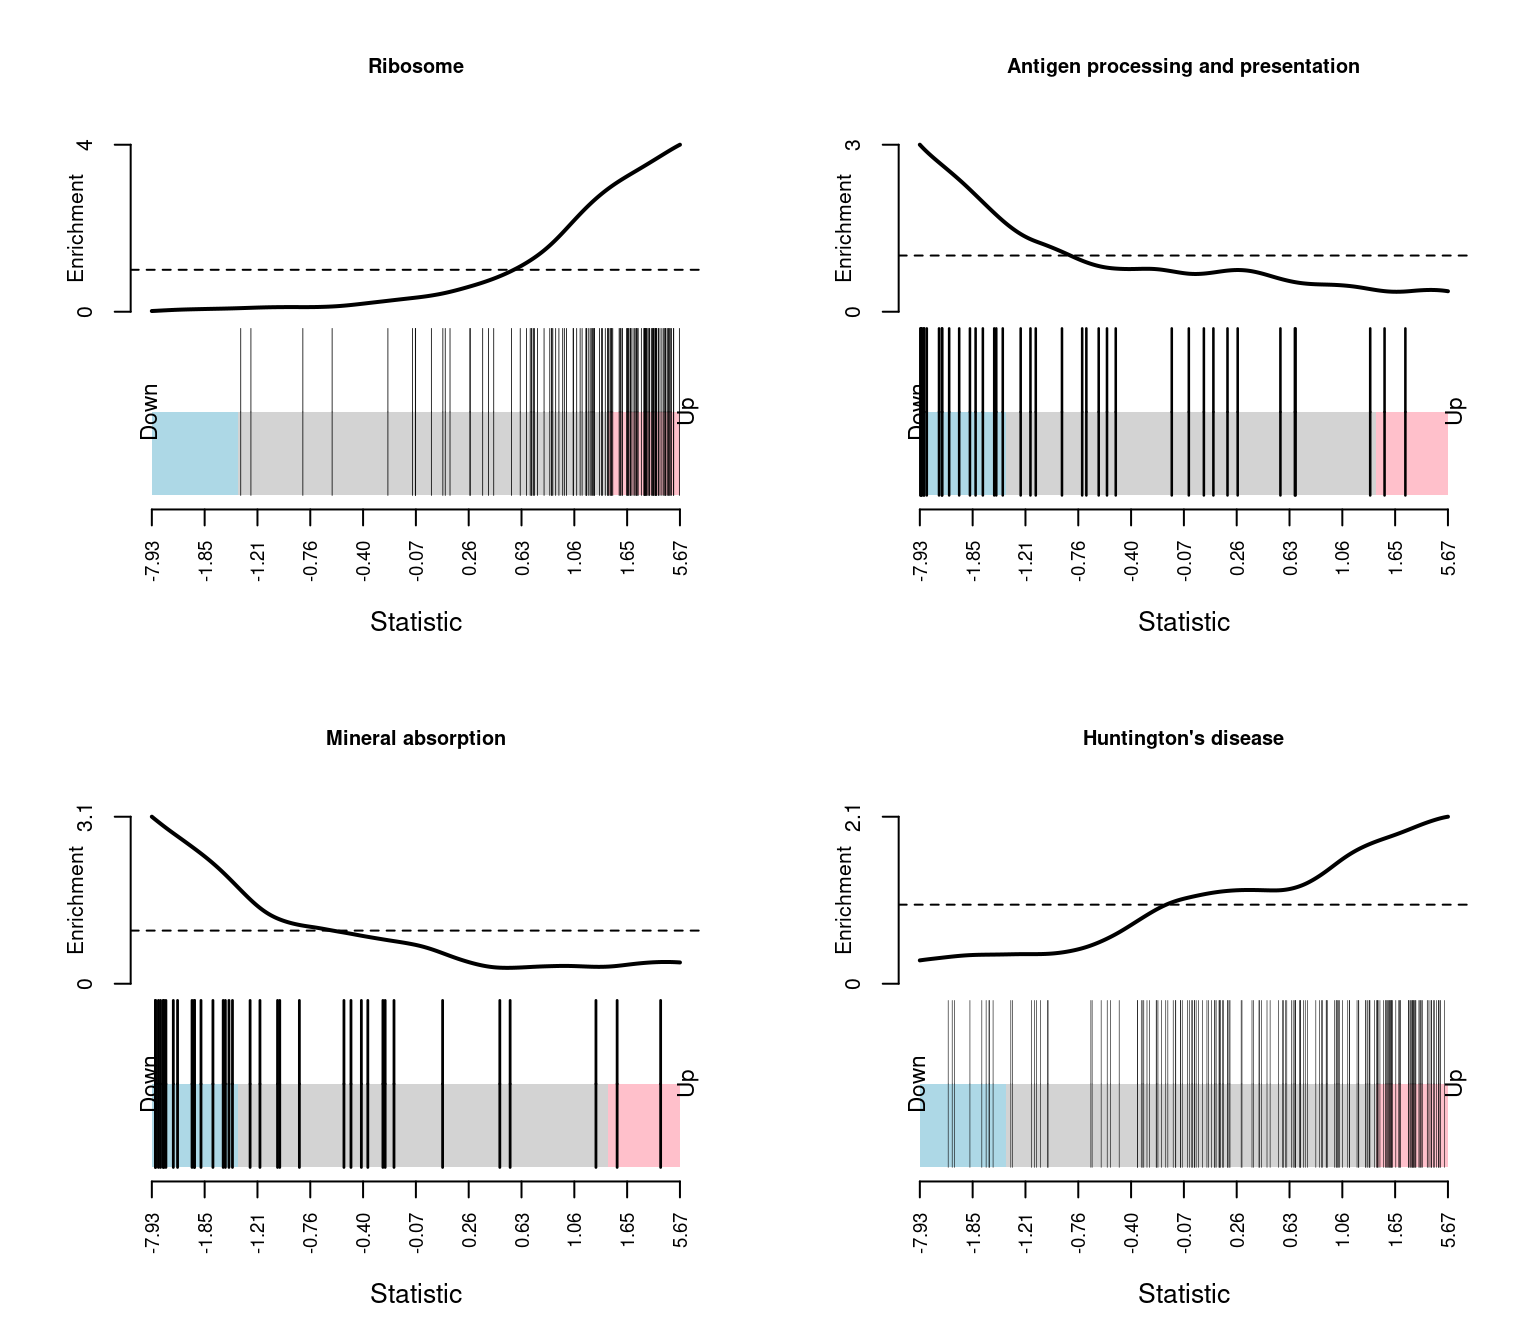 Ribosome
4
Enrichment
0
Down
Up
-7.93 -1.85 -1.21 -0.76 -0.40 -0.07 0.26 0.63 1.06 1.65 5.67
Statistic
Antigen processing and presentation
3
Enrichment
0
Down
Up
-7.93 -1.85 -1.21 -0.76 -0.40 -0.07 0.26 0.63 1.06 1.65 5.67
Statistic
Mineral absorption
3.1
Enrichment
0
Down
Up
-7.93 -1.85 -1.21 -0.76 -0.40 -0.07 0.26 0.63 1.06 1.65 5.67
Statistic
Huntington's disease
2.1
Enrichment
0
Down
Up
-7.93 -1.85 -1.21 -0.76 -0.40 -0.07 0.26 0.63 1.06 1.65 5.67
Statistic